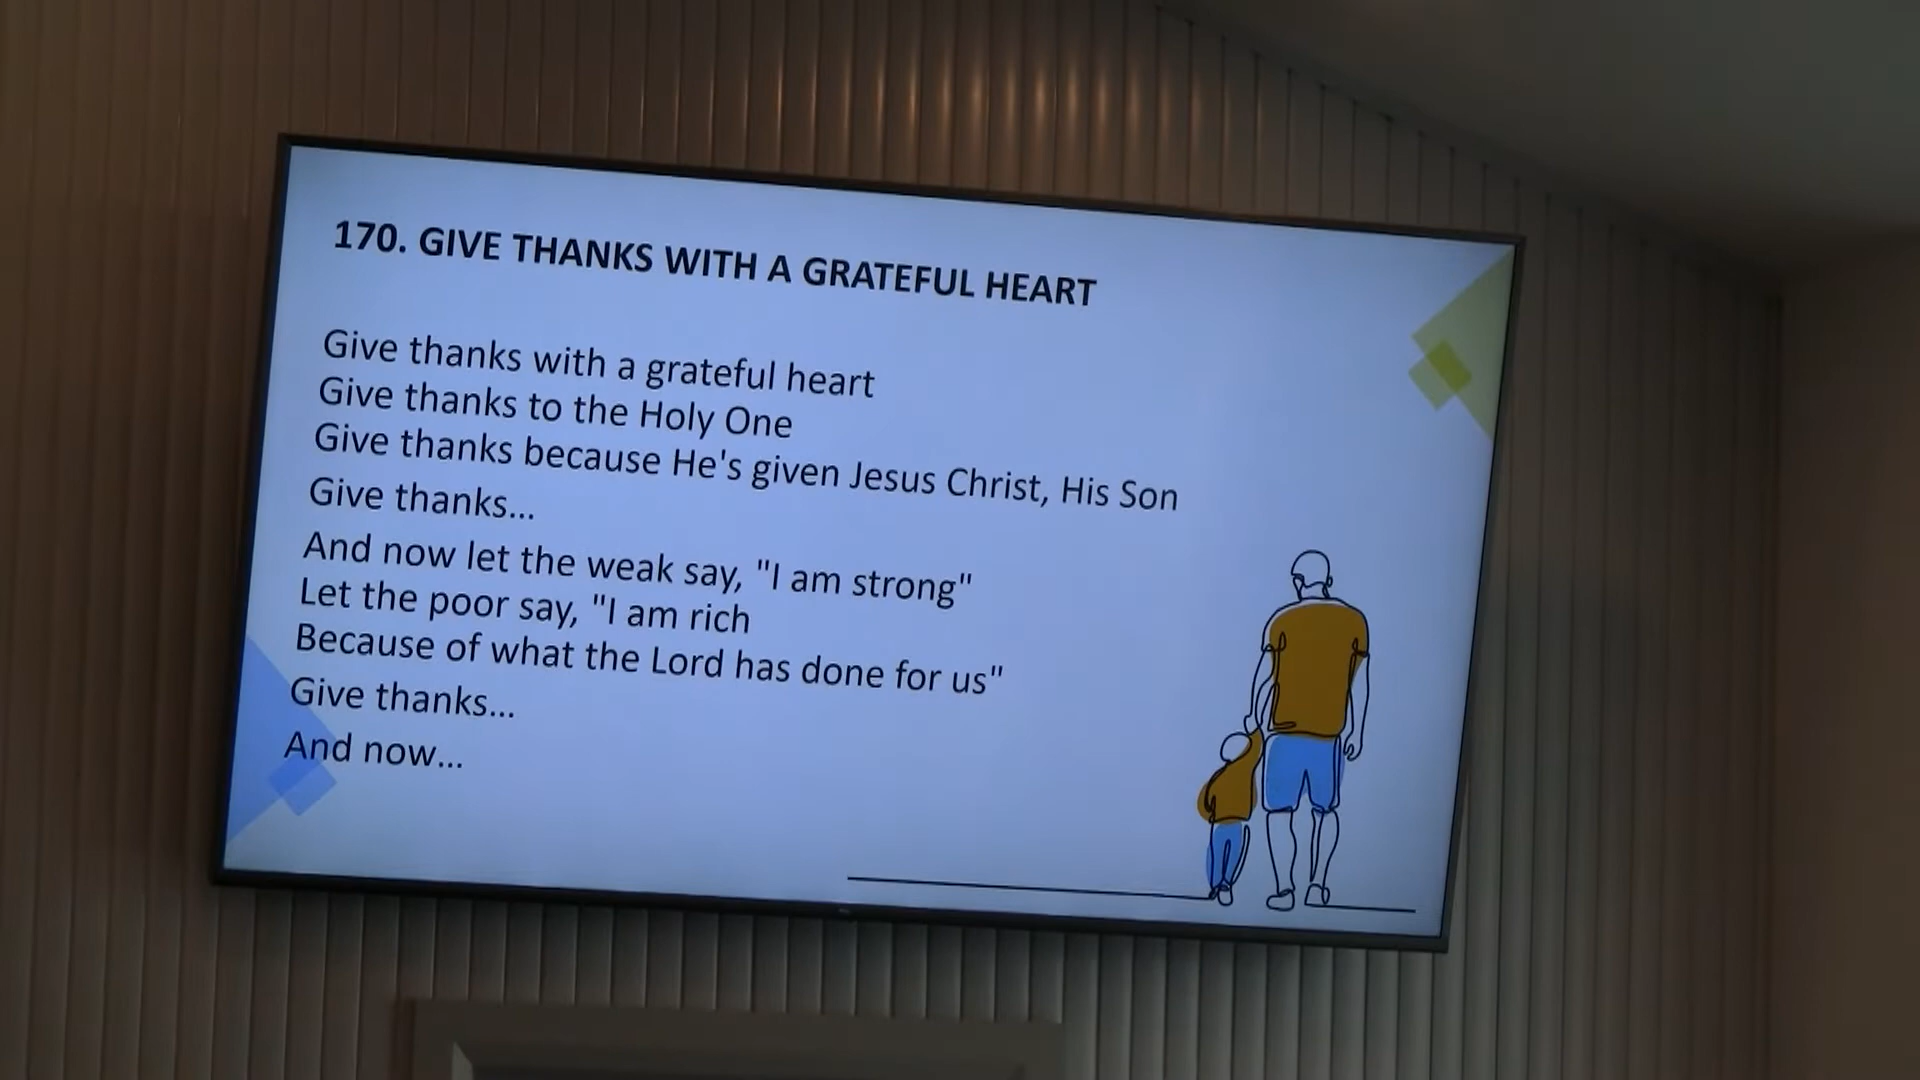 170. GIVE THANKS WITH A GRATEFUL HEART
Give thanks with a grateful heart
Give thanks to the Holy One
Give thanks because He's given Jesus Christ, His Son
Give thanks...
And now let the weak say, "I am strong"
Let the poor say, "I am rich
Because of what the Lord has done for us"
Give thanks...
And now...